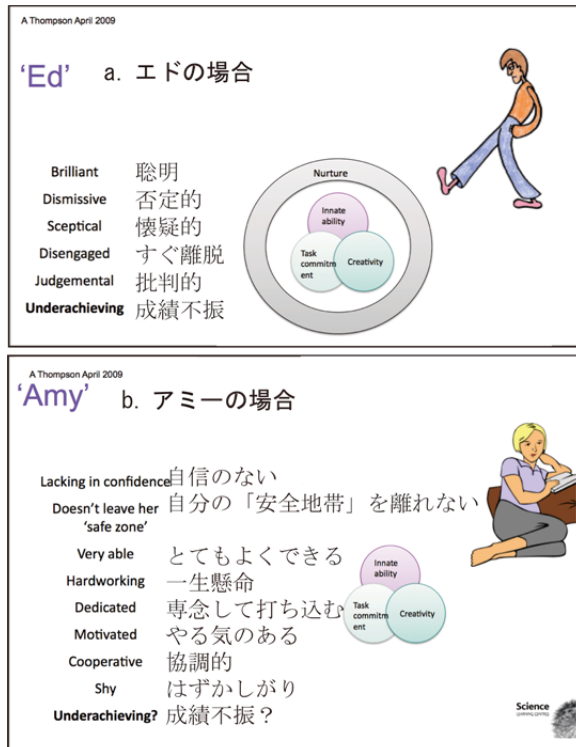 A Thompson April 2009
'Ed' a. エドの場合
Brilliant 聡明
Dismissive 否定的
Sceptical 懐疑的
Disengaged すぐ離脱
Judgemental 批判的
Underachieving 成績不振
Nurture
Innate
ability
Task
commitm
ent
Creativity
A Thompson April 2009
'Amy' b. アミーの場合
Lacking in confidence 自信のない
Doesn't leave her 自分の「安全地帯」を離れない
'safe zone'
Very able とてもよくできる
Hardworking 一生懸命
Dedicated 専念して打ち込む
Motivated やる気のある
Cooperative 協調的
Shy はずかしがり
Underachieving? 成績不振？
Innate
ability
Task
commitm
ent
Creativity
Science